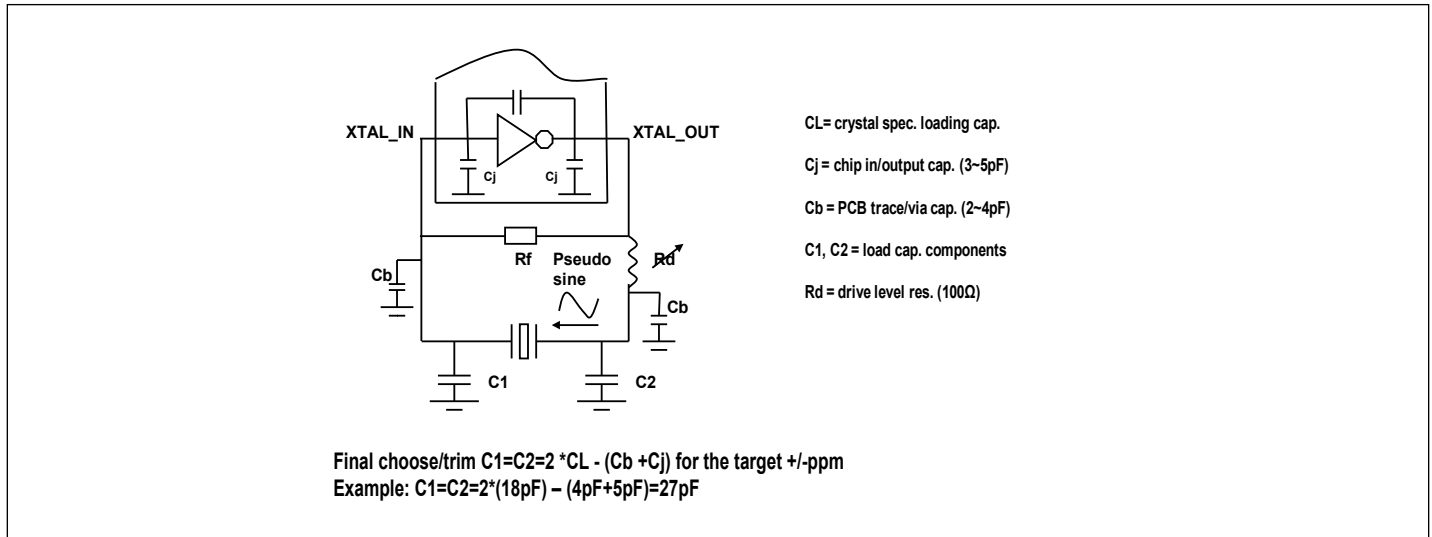 XTAL_IN
XTAL_OUT
Cj
Cj
Rf
Pseudo
sine
Rd
Cb
Cb
C1
C2
CL= crystal spec. loading cap.
Cj = chip in/output cap. (3~5pF)
Cb = PCB trace/via cap. (2~4pF)
C1, C2 = load cap. components
Rd = drive level res. (100Ω)
Final choose/trim C1=C2=2 *CL - (Cb +Cj) for the target +/-ppm
Example: C1=C2=2*(18pF) – (4pF+5pF)=27pF